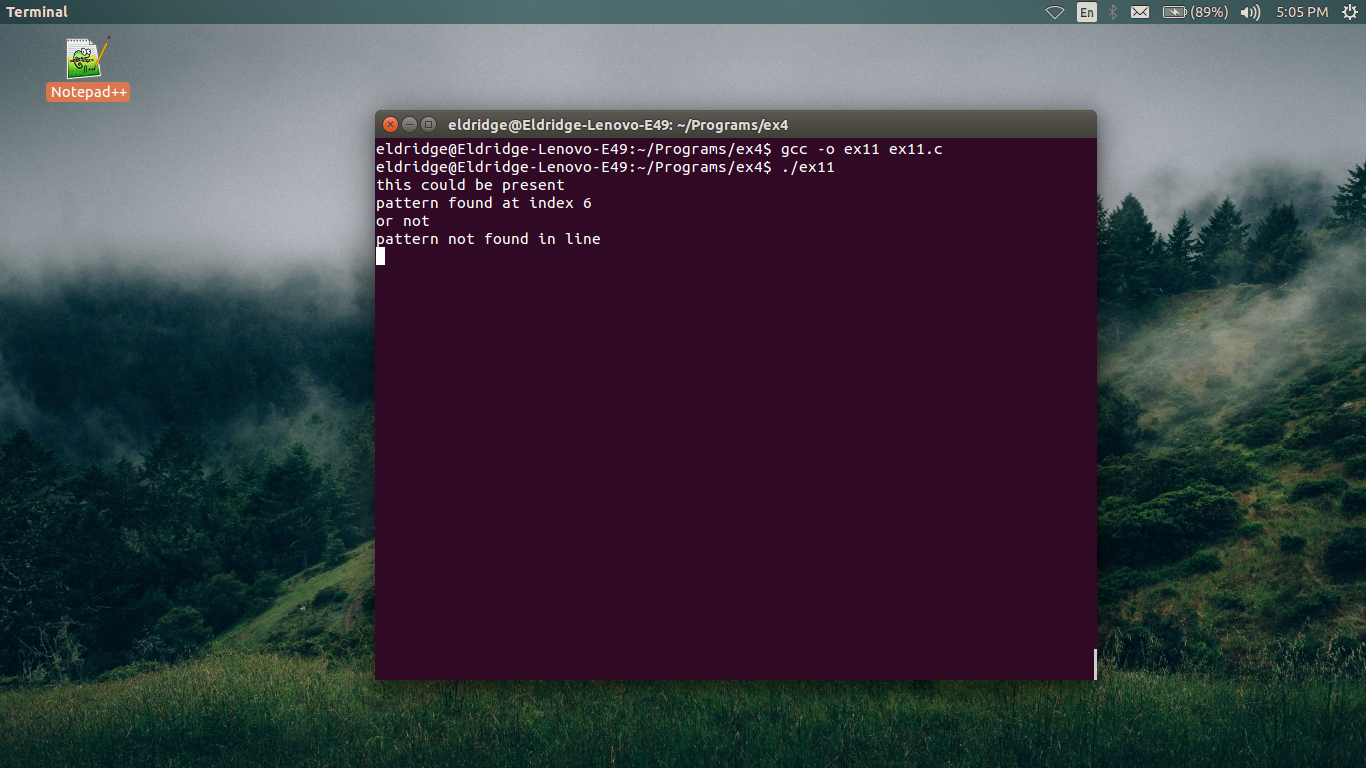 Terminal
En
(89%)
5:05 PM
Notepad++
eldridge@Eldridge-Lenovo-E49: ~/Programs/ex4
eldridge@Eldridge-Lenovo-E49:~/Programs/ex4$ gcc -o ex11 ex11.c
eldridge@Eldridge-Lenovo-E49:~/Programs/ex4$ ./ex11
this could be present
pattern found at index 6
or not
pattern not found in line